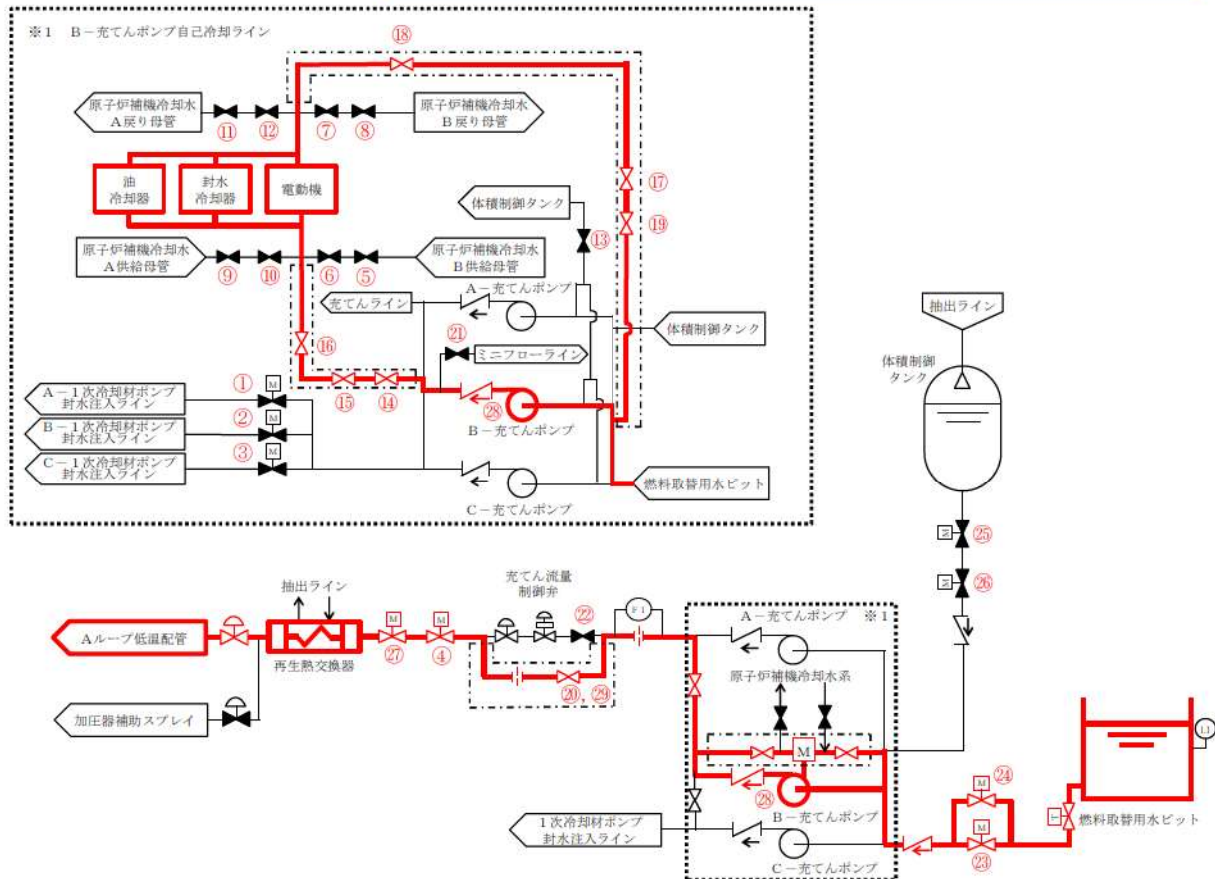 ※1 B－充てんポンプ自己冷却ライン
⑱
原子炉補機冷却水
A戻り母管
⑪
⑫
⑦
⑧
原子炉補機冷却水
B戻り母管
油
冷却器
封水
冷却器
電動機
⑰
⑲
体積制御タンク
⑬
原子炉補機冷却水
A供給母管
⑨
⑩
⑥
⑤
原子炉補機冷却水
B供給母管
充てんライン
A－充てんポンプ
体積制御タンク
⑯
㉑
ミニフローライン
⑮
⑭
㉘
B－充てんポンプ
①
A－1次冷却材ポンプ
封水注入ライン
M
②
B－1次冷却材ポンプ
封水注入ライン
M
③
C－1次冷却材ポンプ
封水注入ライン
M
燃料取替用水ピット
C－充てんポンプ
抽出ライン
体積制御
タンク
M
㉕
M
㉖
抽出ライン
充てん流量
制御弁
㉒
FI
A－充てんポンプ
※1
Aループ低温配管
再生熱交換器
M
㉗
M
④
⑳，㉙
原子炉補機冷却水系
加圧器補助スプレイ
M
㉘
B－充てんポンプ
1次冷却材ポンプ
封水注入ライン
C－充てんポンプ
M
㉔
M
㉓
T
LI
燃料取替用水ピット